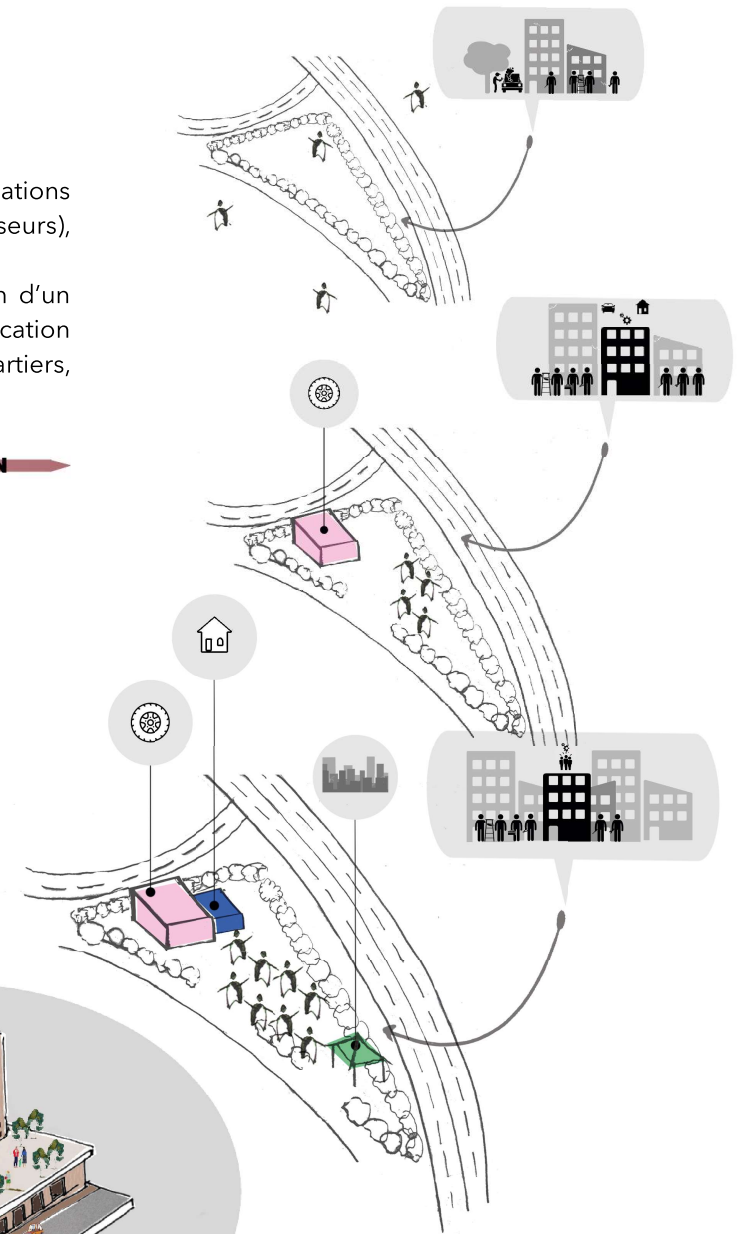 ations
seurs),
n d’un
cation
artiers,
N